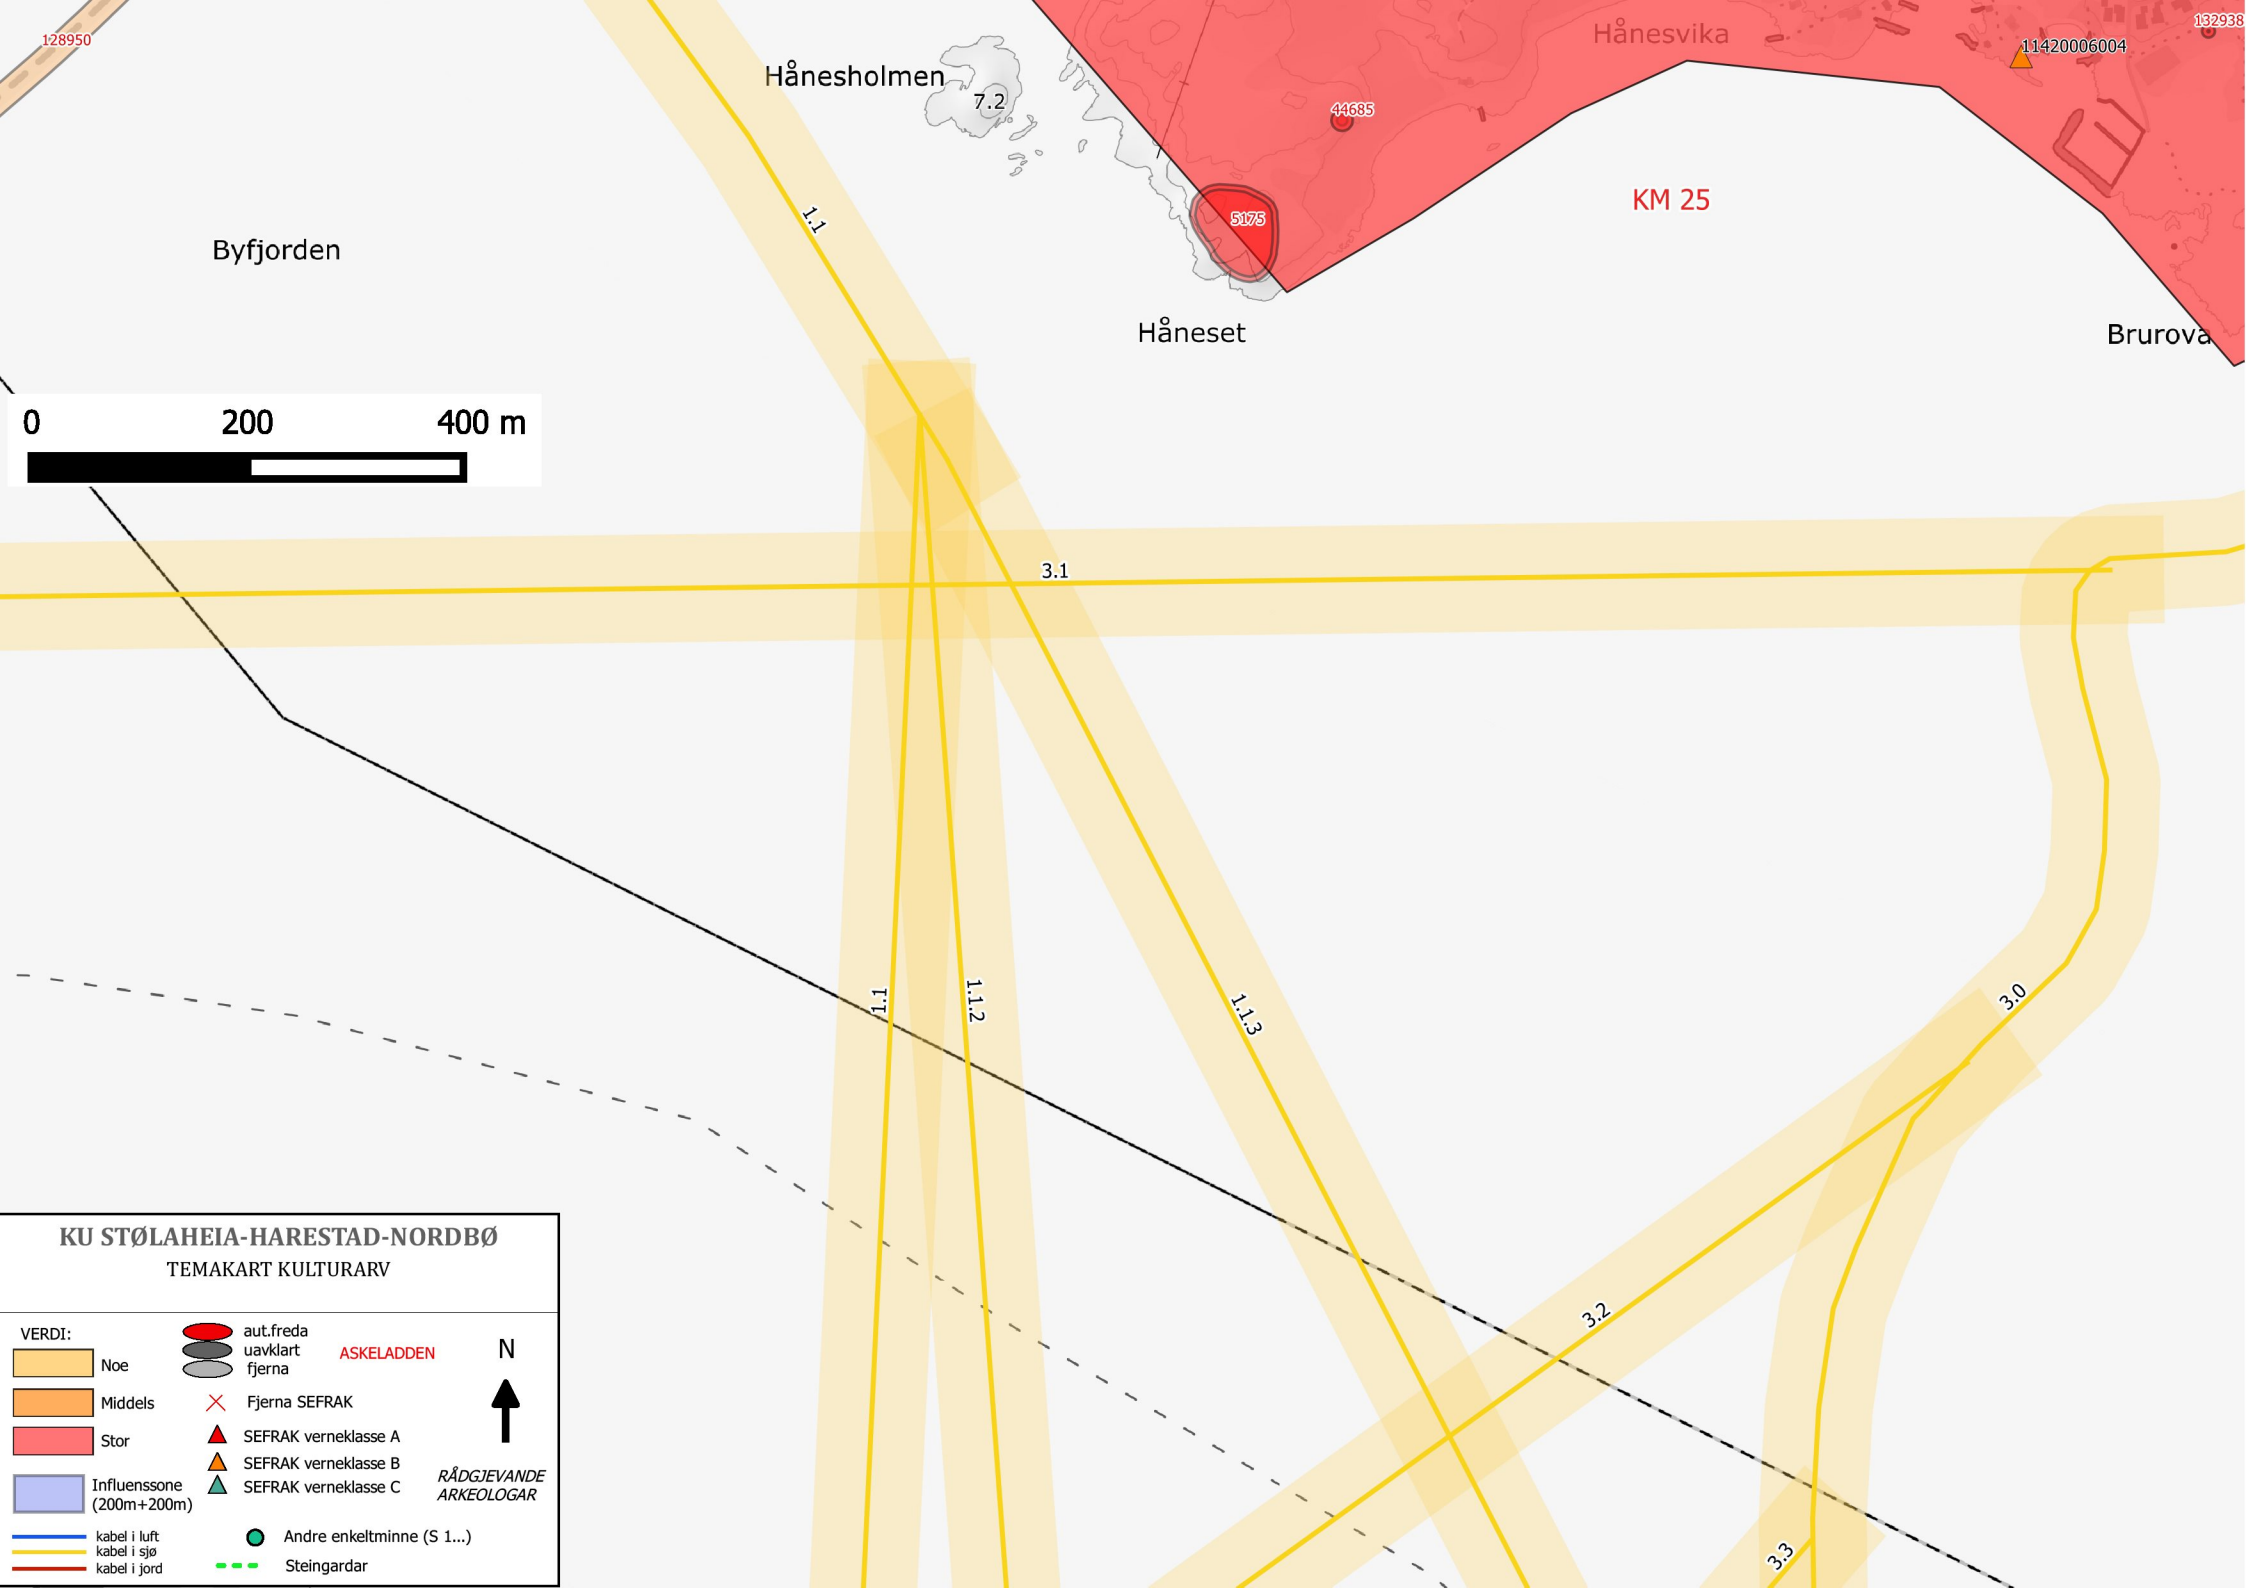 128950
Hånesholmen
7.2
Hånesvika
11420006004
132938
44685
KM 25
5175
1.1
Byfjorden
Håneset
Brurova
0 200 400 m
3.1
1.1
1.1.2
1.1.3
3.0
3.2
3.3
KU STØLAHEIA-HARESTAD-NORDBØ
TEMAKART KULTURARV
VERDI:
Noe
Middels
Stor
Influenssone
(200m+200m)
kabel i luft
kabel i sjø
kabel i jord
aut.freda
uavklart
fjerna
ASKELADDEN
Fjerna SEFRAK
SEFRAK verneklasse A
SEFRAK verneklasse B
SEFRAK verneklasse C
Andre enkeltminne (S 1...)
Steingardar
N
RÅDGJEVANDE
ARKEOLOGAR